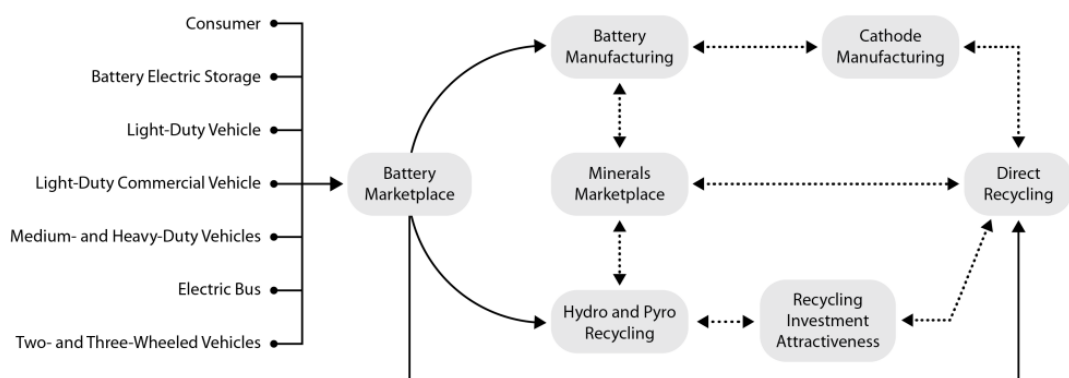 Consumer
Battery Electric Storage
Light-Duty Vehicle
Light-Duty Commercial Vehicle
Medium- and Heavy-Duty Vehicles
Electric Bus
Two- and Three-Wheeled Vehicles
Battery
Marketplace
Battery
Manufacturing
Cathode
Manufacturing
Minerals
Marketplace
Direct
Recycling
Hydro and Pyro
Recycling
Recycling
Investment
Attractiveness